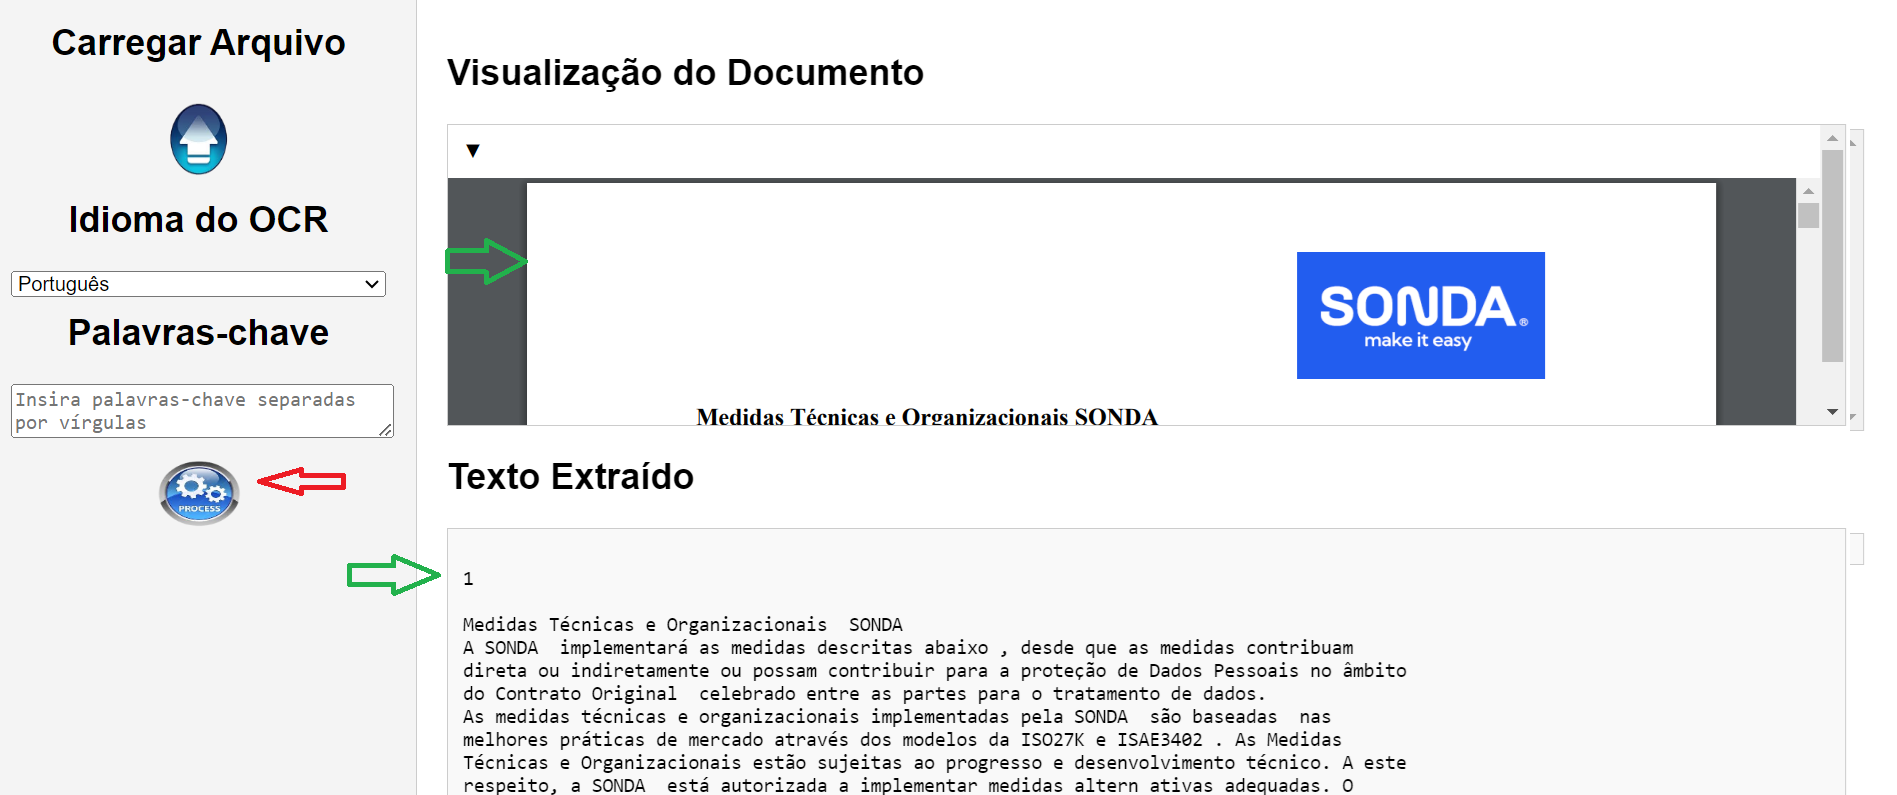 Carregar Arquivo
Idioma do OCR
Português
Palavras-chave
Insira palavras-chave separadas
por vírgulas
PROCESS
Visualização do Documento
▼
SONDA®
make it easy
Medidas Técnicas e Organizacionais SONDA
Texto Extraído
1
Medidas Técnicas e Organizacionais  SONDA
A SONDA  implementará as medidas descritas abaixo , desde que as medidas contribuam
direta ou indiretamente ou possam contribuir para a proteção de Dados Pessoais no âmbito
do Contrato Original  celebrado entre as partes para o tratamento de dados.
As medidas técnicas e organizacionais implementadas pela SONDA  são baseadas  nas
melhores práticas de mercado através dos modelos da ISO27K e ISAE3402 . As Medidas
Técnicas e Organizacionais estão sujeitas ao progresso e desenvolvimento técnico. A este
respeito, a SONDA  está autorizada a implementar medidas altern ativas adequadas. O